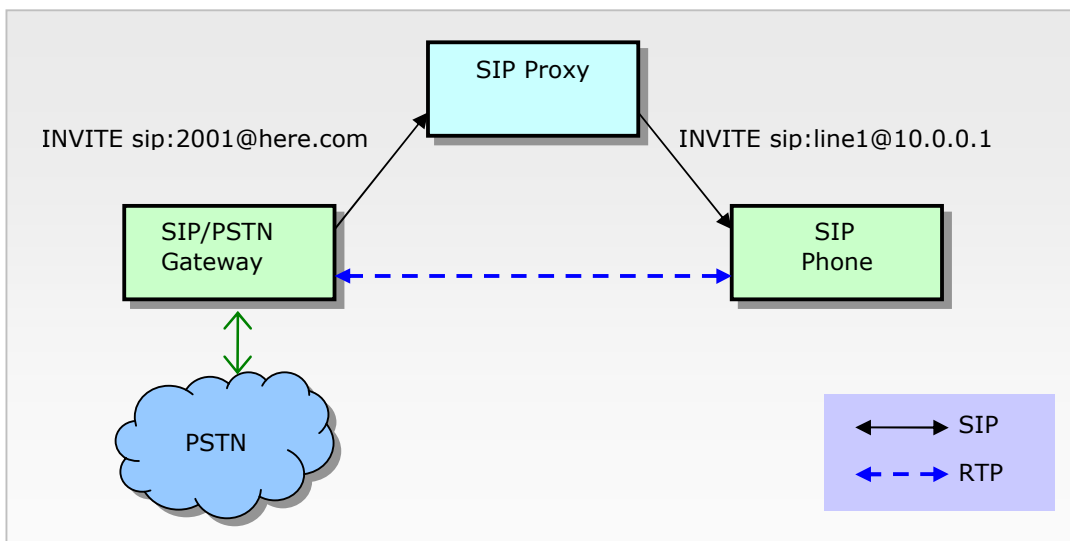 SIP Proxy
INVITE sip:2001@here.com
INVITE sip:line1@10.0.0.1
SIP/PSTN
Gateway
SIP
Phone
PSTN
SIP
RTP